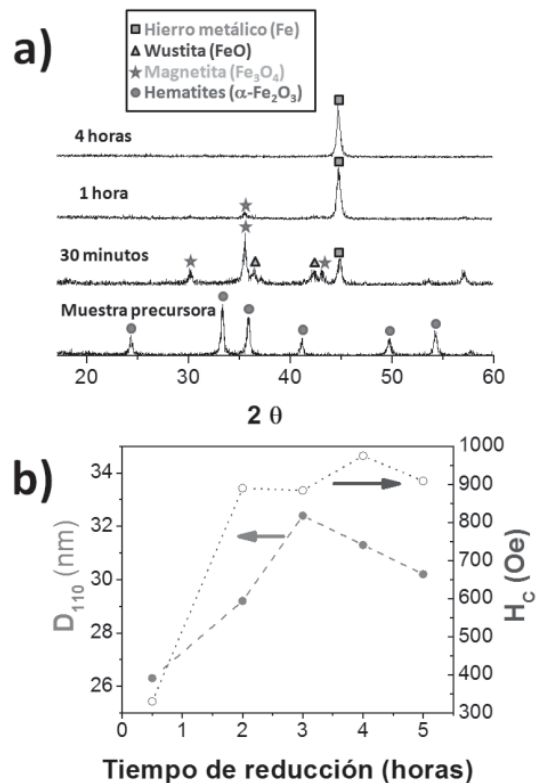 a)
Hierro metálico (Fe)
Wustita (FeO)
Magnetita (Fe₃O₄)
Hematites (α-Fe₂O₃)
4 horas
1 hora
30 minutos
Muestra precursora
20 30 40 50 60
2 θ
b)
34
32
30
28
26
D₁₁₀ (nm)
1000
900
800
700
600
500
400
300
H_C (Oe)
0 1 2 3 4 5
Tiempo de reducción (horas)